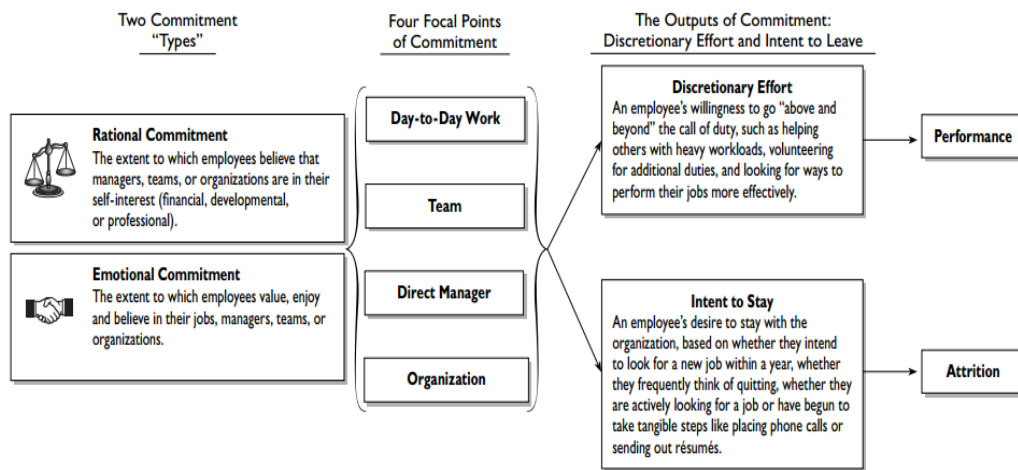 Two Commitment
“Types”
Four Focal Points
of Commitment
The Outputs of Commitment:
Discretionary Effort and Intent to Leave
Rational Commitment
The extent to which employees believe that
managers, teams, or organizations are in their
self-interest (financial, developmental,
or professional).
Emotional Commitment
The extent to which employees value, enjoy
and believe in their jobs, managers, teams, or
organizations.
Day-to-Day Work
Team
Direct Manager
Organization
Discretionary Effort
An employee’s willingness to go “above and
beyond” the call of duty, such as helping
others with heavy workloads, volunteering
for additional duties, and looking for ways to
perform their jobs more effectively.
Performance
Intent to Stay
An employee’s desire to stay with the
organization, based on whether they intend
to look for a new job within a year, whether
they frequently think of quitting, whether they
are actively looking for a job or have begun to
take tangible steps like placing phone calls or
sending out résumés.
Attrition